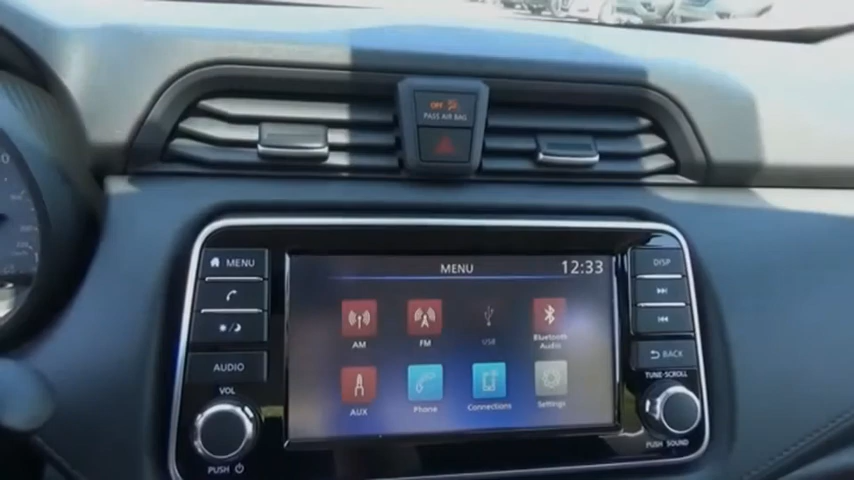 OFF
PASS AIR BAG
MENU
AUDIO
VOL
PUSH
MENU
12:33
AM
FM
USB
Bluetooth
Audio
AUX
Phone
Connections
Settings
DISP
BACK
TUNE·SCROLL
PUSH SOUND